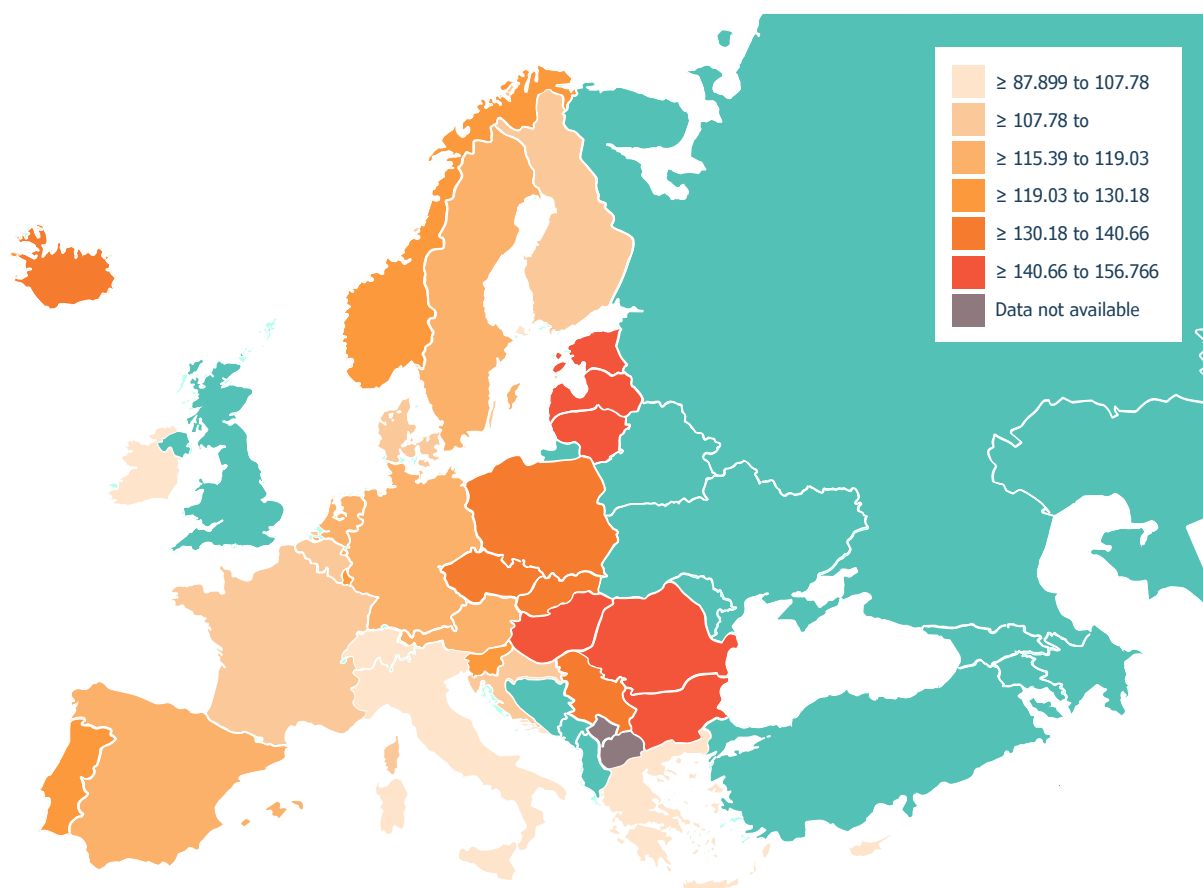 ≥ 87.899 to 107.78
≥ 107.78 to
≥ 115.39 to 119.03
≥ 119.03 to 130.18
≥ 130.18 to 140.66
≥ 140.66 to 156.766
Data not available